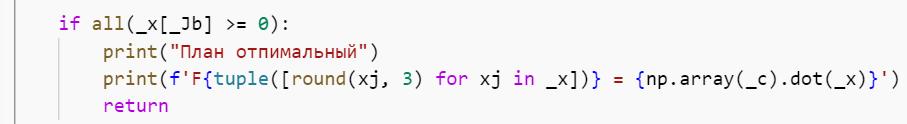 if all(_x[_Jb] >= 0):
print("План отпимальный")
print(f'F{tuple([round(xj, 3) for xj in _x])} = {np.array(_c).dot(_x)}')
return